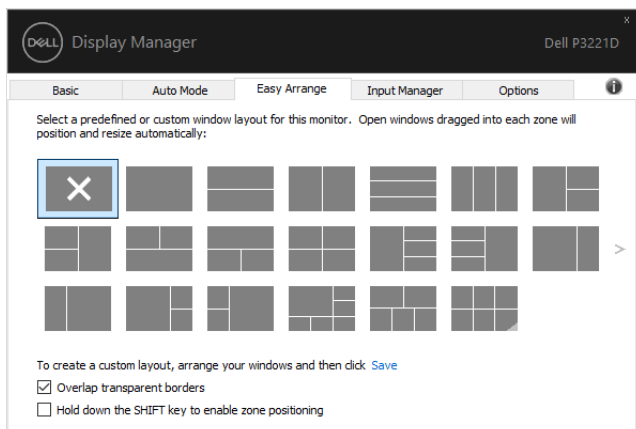 DELL Display Manager
x
Dell P3221D
Basic Auto Mode Easy Arrange Input Manager Options i
Select a predefined or custom window layout for this monitor. Open windows dragged into each zone will
position and resize automatically:
>
To create a custom layout, arrange your windows and then click Save
Overlap transparent borders
Hold down the SHIFT key to enable zone positioning